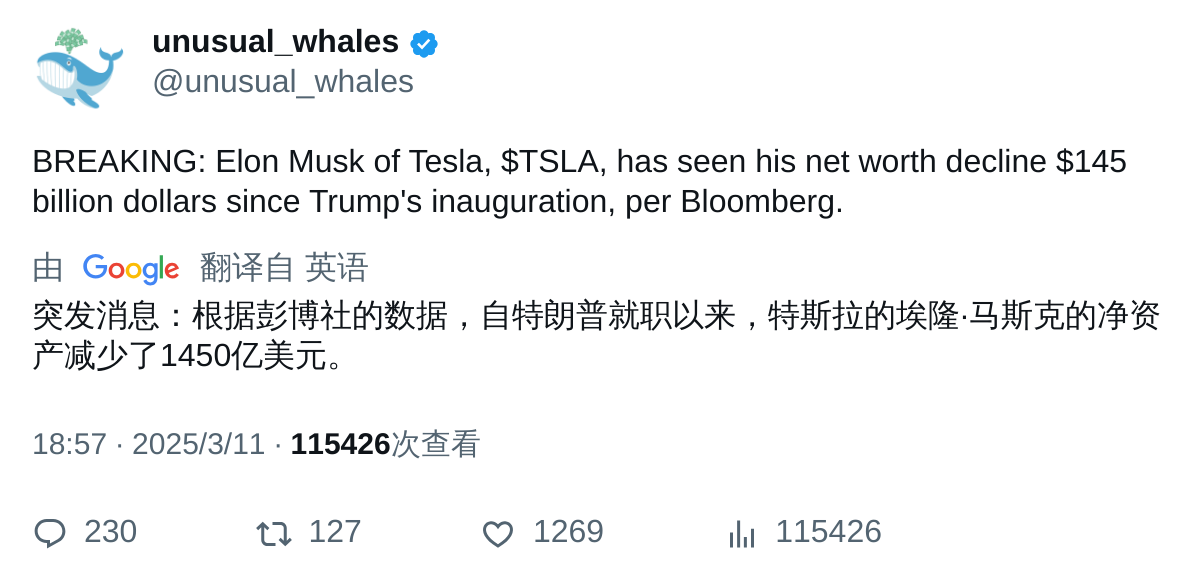 unusual_whales
@unusual_whales
BREAKING: Elon Musk of Tesla, $TSLA, has seen his net worth decline $145
billion dollars since Trump's inauguration, per Bloomberg.
由 Google 翻译自 英语
突发消息：根据彭博社的数据，自特朗普就职以来，特斯拉的埃隆·马斯克的净资
产减少了1450亿美元。
18:57 · 2025/3/11 · 115426次查看
230 127 1269 115426